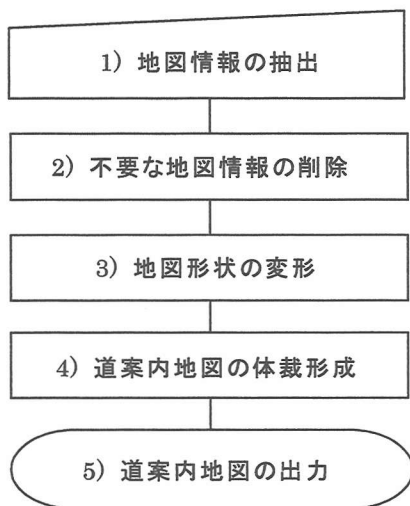 1) 地図情報の抽出
2) 不要な地図情報の削除
3) 地図形状の変形
4) 道案内地図の体裁形成
5) 道案内地図の出力